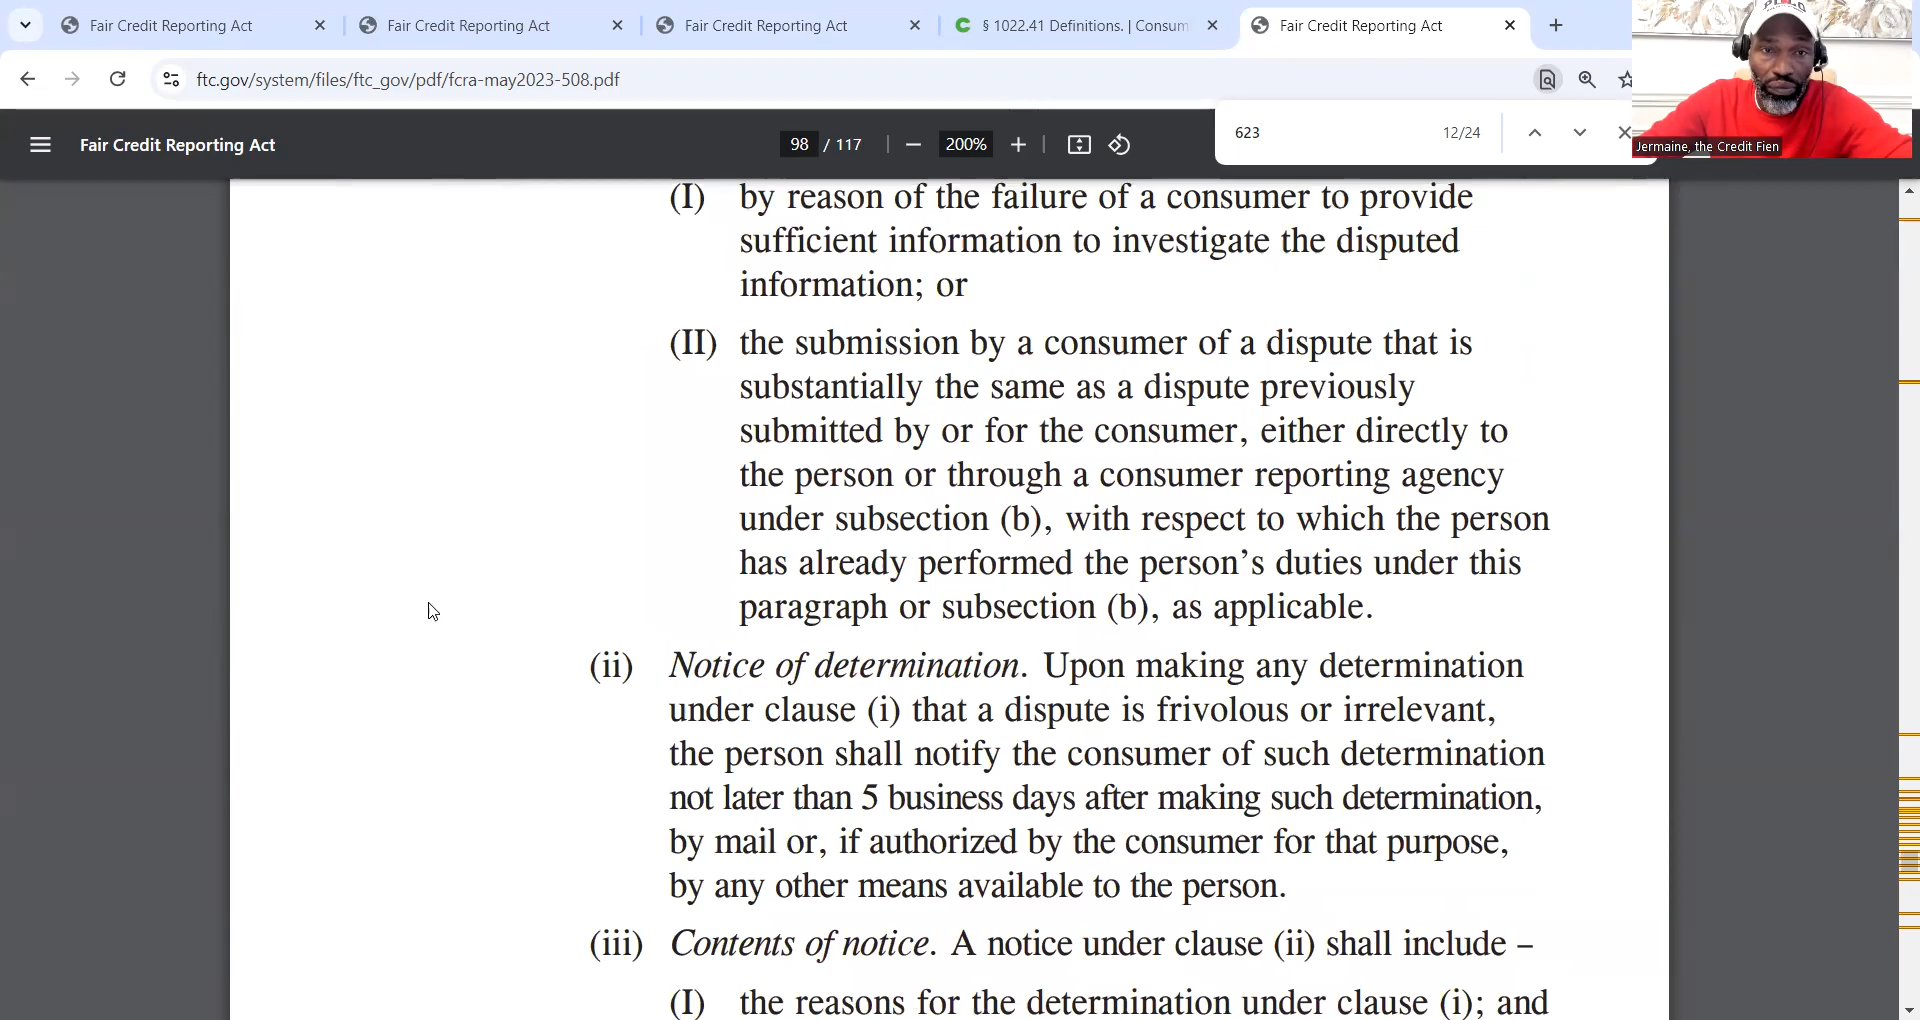 Fair Credit Reporting Act
Fair Credit Reporting Act
Fair Credit Reporting Act
§ 1022.41 Definitions. | Consum
Fair Credit Reporting Act
ftc.gov/system/files/ftc_gov/pdf/fcra-may2023-508.pdf
Fair Credit Reporting Act
98 / 117
200%
623
12/24
Jermaine, the Credit Fien
(I) by reason of the failure of a consumer to provide
sufficient information to investigate the disputed
information; or
(II) the submission by a consumer of a dispute that is
substantially the same as a dispute previously
submitted by or for the consumer, either directly to
the person or through a consumer reporting agency
under subsection (b), with respect to which the person
has already performed the person’s duties under this
paragraph or subsection (b), as applicable.
(ii) Notice of determination. Upon making any determination
under clause (i) that a dispute is frivolous or irrelevant,
the person shall notify the consumer of such determination
not later than 5 business days after making such determination,
by mail or, if authorized by the consumer for that purpose,
by any other means available to the person.
(iii) Contents of notice. A notice under clause (ii) shall include –
(I) the reasons for the determination under clause (i); and